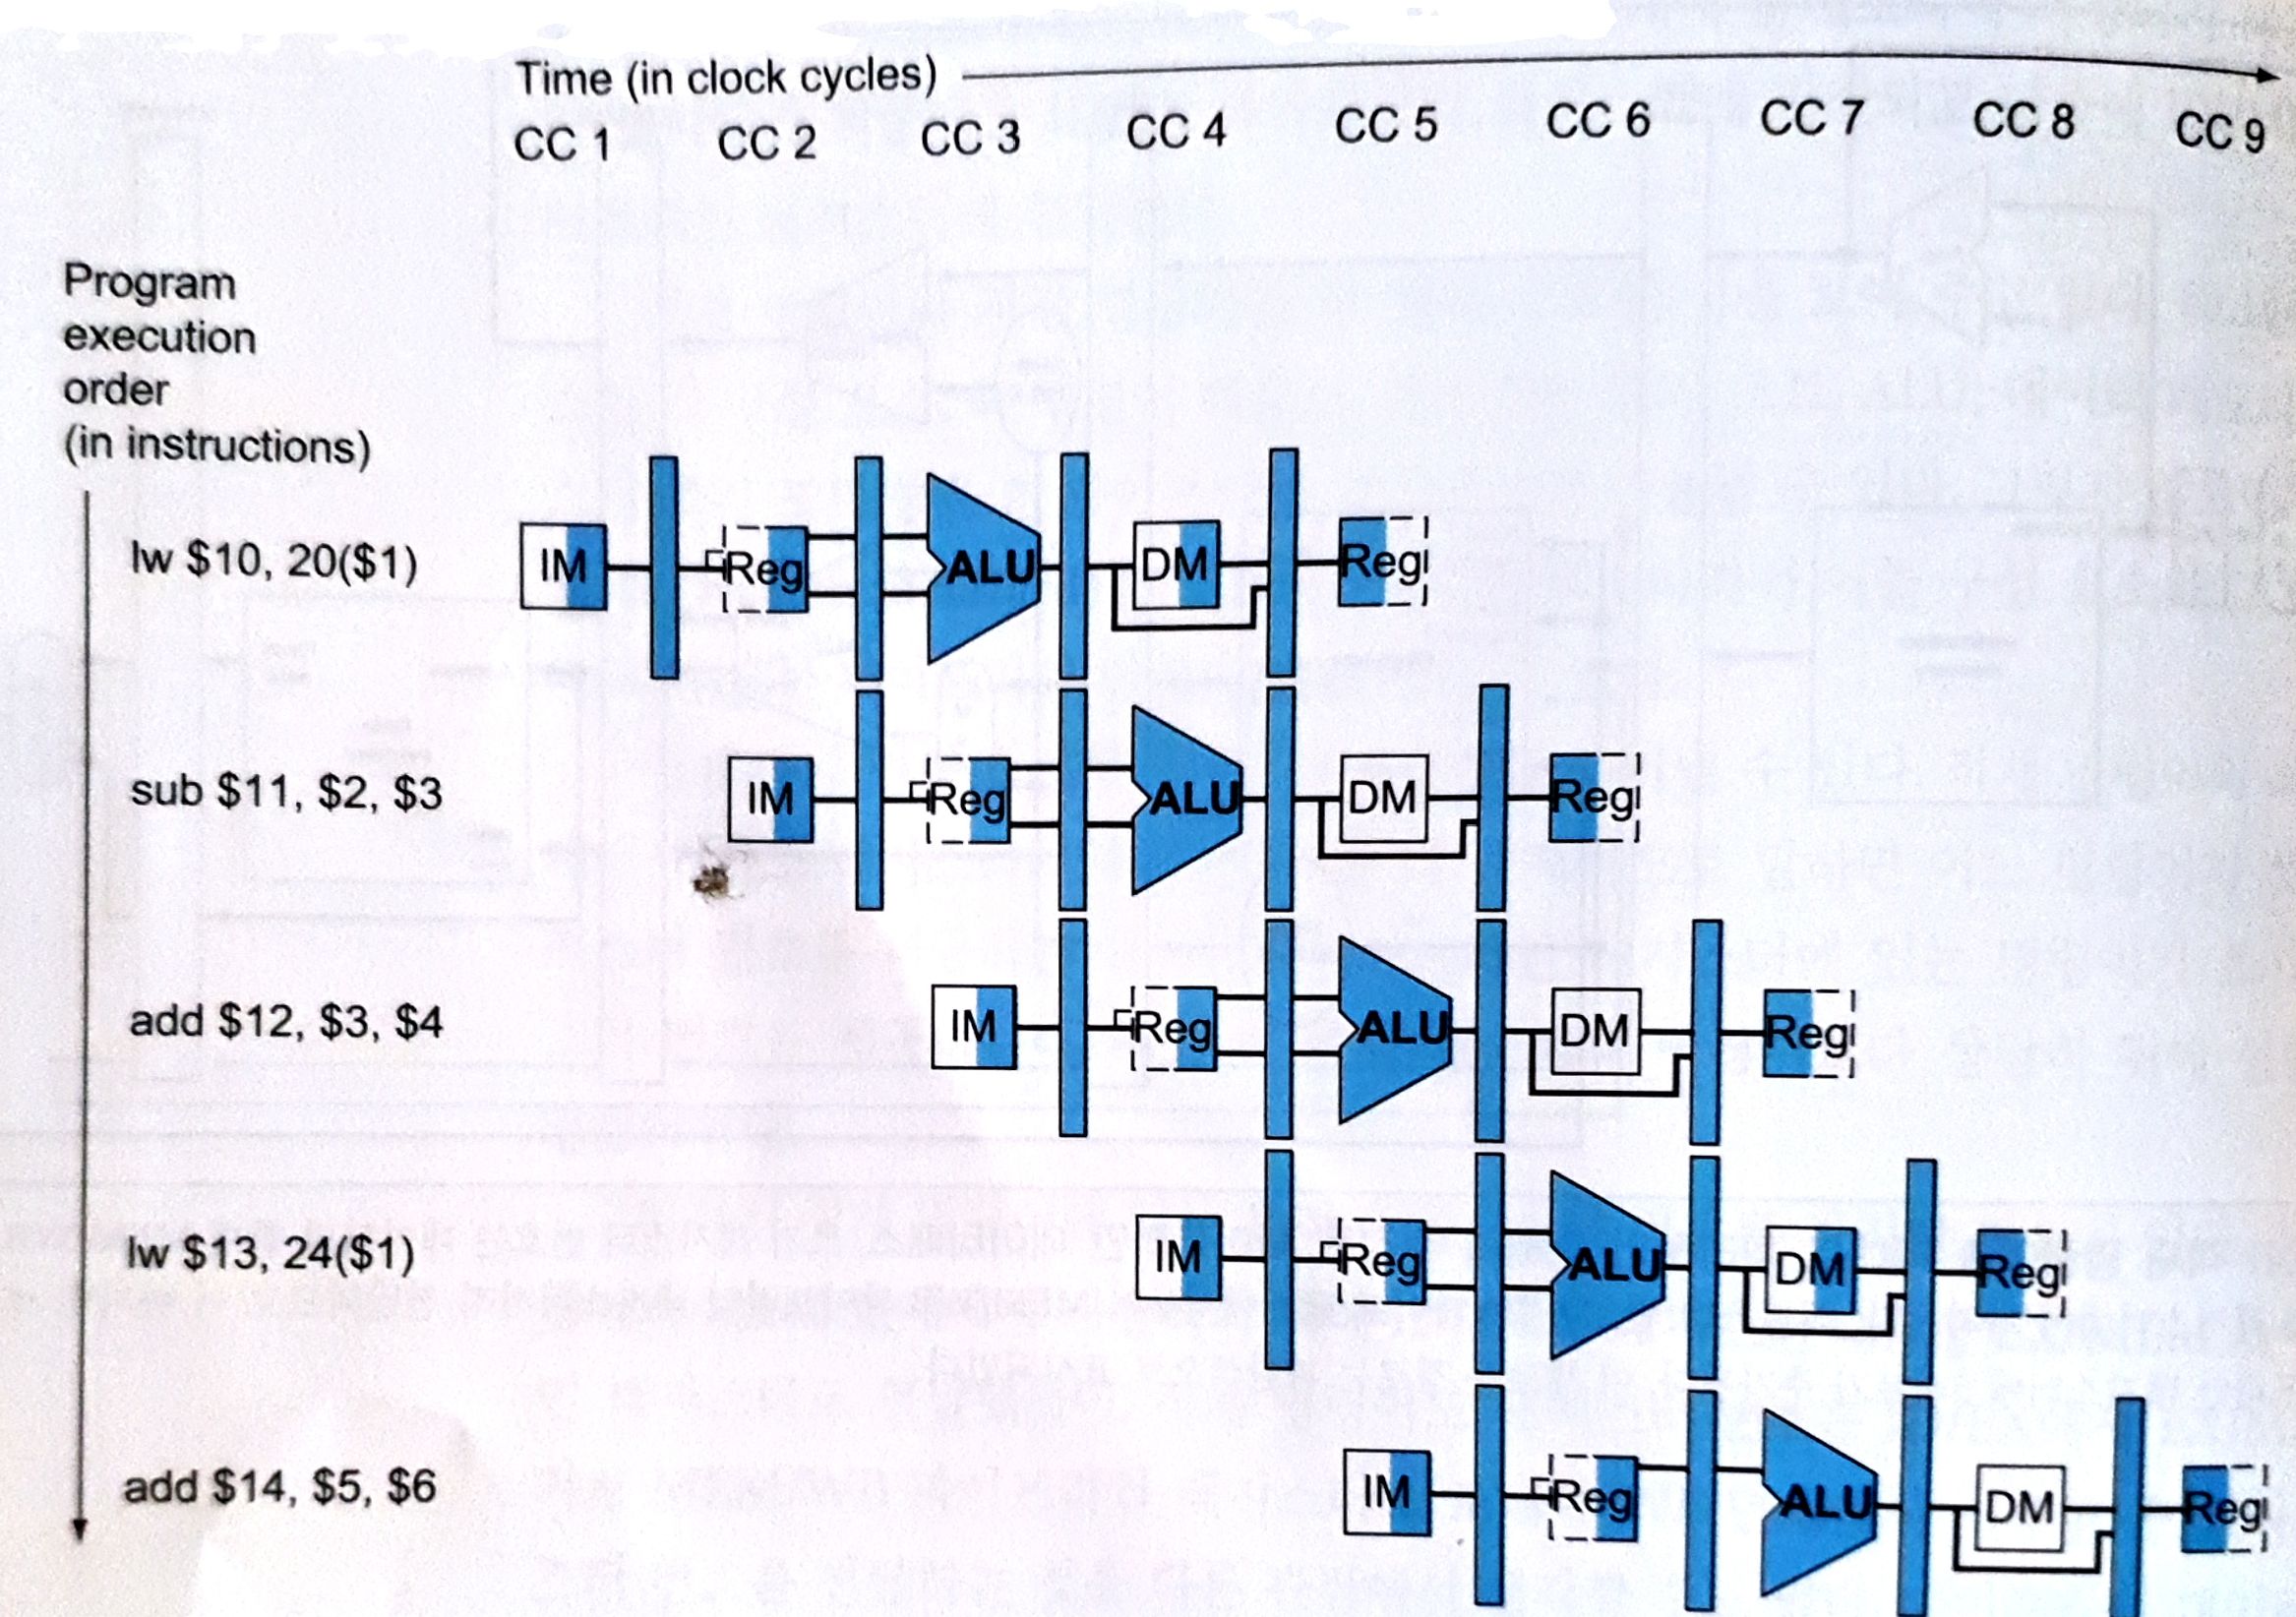 Time (in clock cycles)
CC 1 CC 2 CC 3 CC 4 CC 5 CC 6 CC 7 CC 8 CC 9
Program
execution
order
(in instructions)
lw $10, 20($1) IM Reg ALU DM Reg
sub $11, $2, $3 IM Reg ALU DM Reg
add $12, $3, $4 IM Reg ALU DM Reg
lw $13, 24($1) IM Reg ALU DM Reg
add $14, $5, $6 IM Reg ALU DM Reg